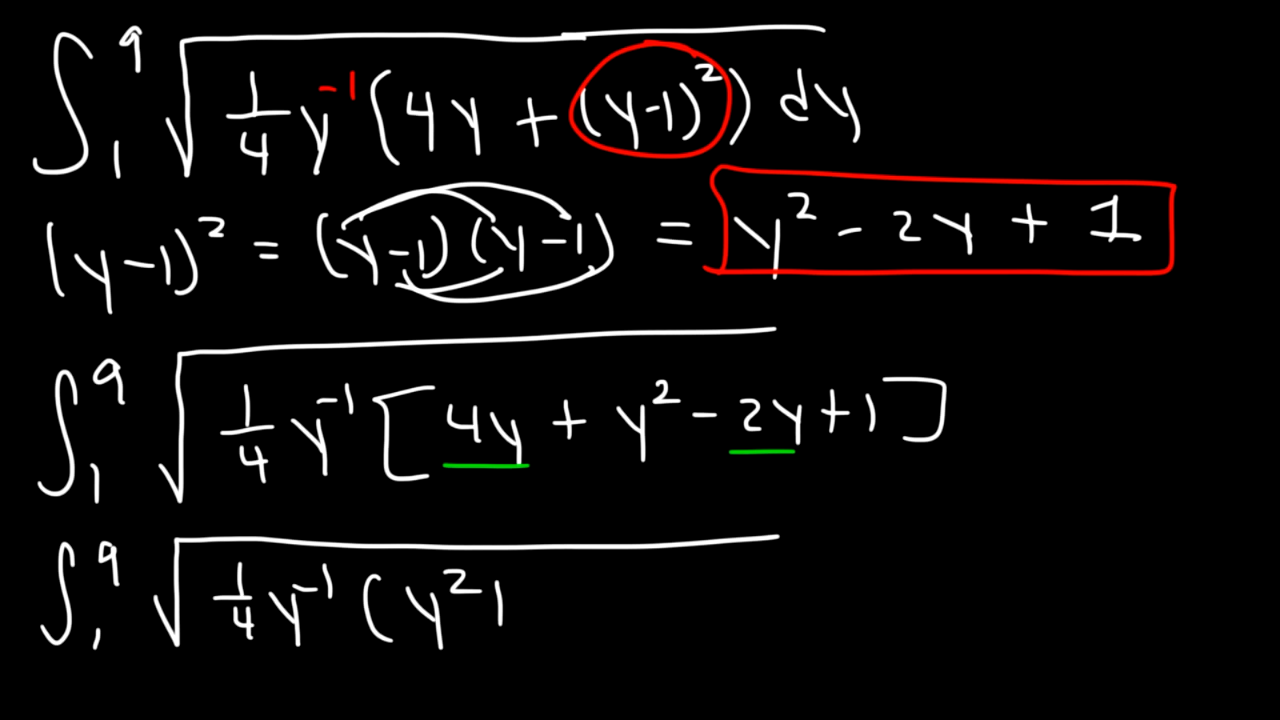 ∫₁⁹ √(1/4 y⁻¹ (4y + (y-1)²)) dy
(y-1)² = (y-1)(y-1) = y² - 2y + 1
∫₁⁹ √(1/4 y⁻¹ [4y + y² - 2y + 1])
∫₁⁹ √(1/4 y⁻¹ (y² |